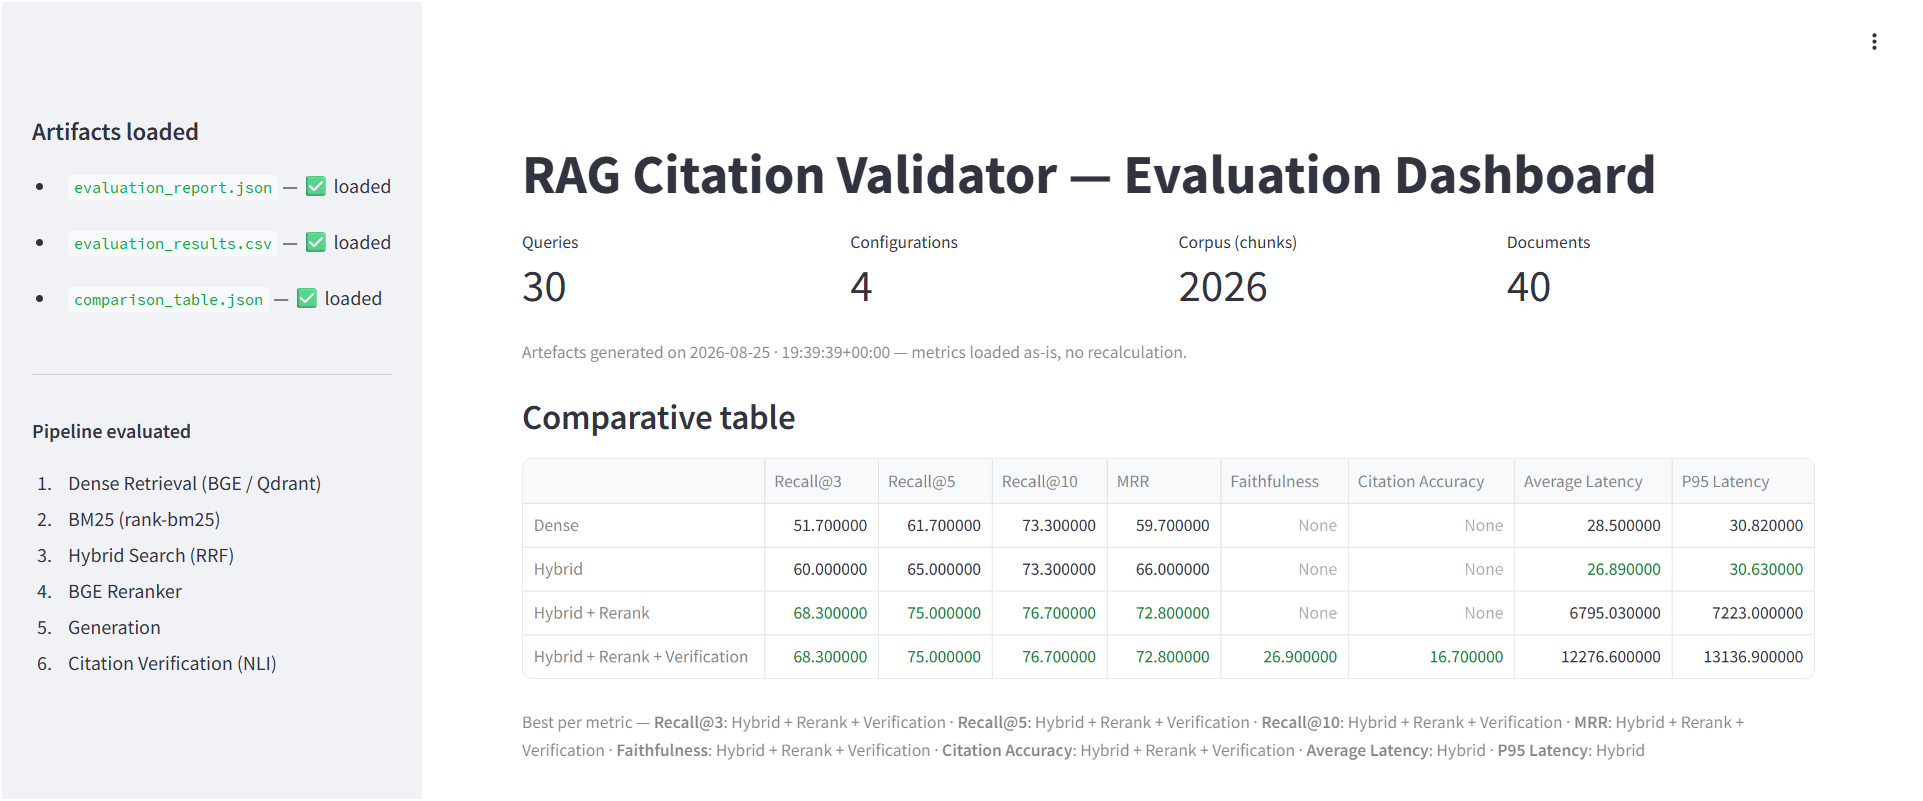 Artifacts loaded
evaluation_report.json — ✅ loaded
evaluation_results.csv — ✅ loaded
comparison_table.json — ✅ loaded
Pipeline evaluated
1. Dense Retrieval (BGE / Qdrant)
2. BM25 (rank-bm25)
3. Hybrid Search (RRF)
4. BGE Reranker
5. Generation
6. Citation Verification (NLI)
RAG Citation Validator — Evaluation Dashboard
Queries Configurations Corpus (chunks) Documents
30 4 2026 40
Artefacts generated on 2026-08-25 · 19:39:39+00:00 — metrics loaded as-is, no recalculation.
Comparative table
Recall@3 Recall@5 Recall@10 MRR Faithfulness Citation Accuracy Average Latency P95 Latency
Dense 51.700000 61.700000 73.300000 59.700000 None None 28.500000 30.820000
Hybrid 60.000000 65.000000 73.300000 66.000000 None None 26.890000 30.630000
Hybrid + Rerank 68.300000 75.000000 76.700000 72.800000 None None 6795.030000 7223.000000
Hybrid + Rerank + Verification 68.300000 75.000000 76.700000 72.800000 26.900000 16.700000 12276.600000 13136.900000
Best per metric — Recall@3: Hybrid + Rerank + Verification · Recall@5: Hybrid + Rerank + Verification · Recall@10: Hybrid + Rerank + Verification · MRR: Hybrid + Rerank +
Verification · Faithfulness: Hybrid + Rerank + Verification · Citation Accuracy: Hybrid + Rerank + Verification · Average Latency: Hybrid · P95 Latency: Hybrid